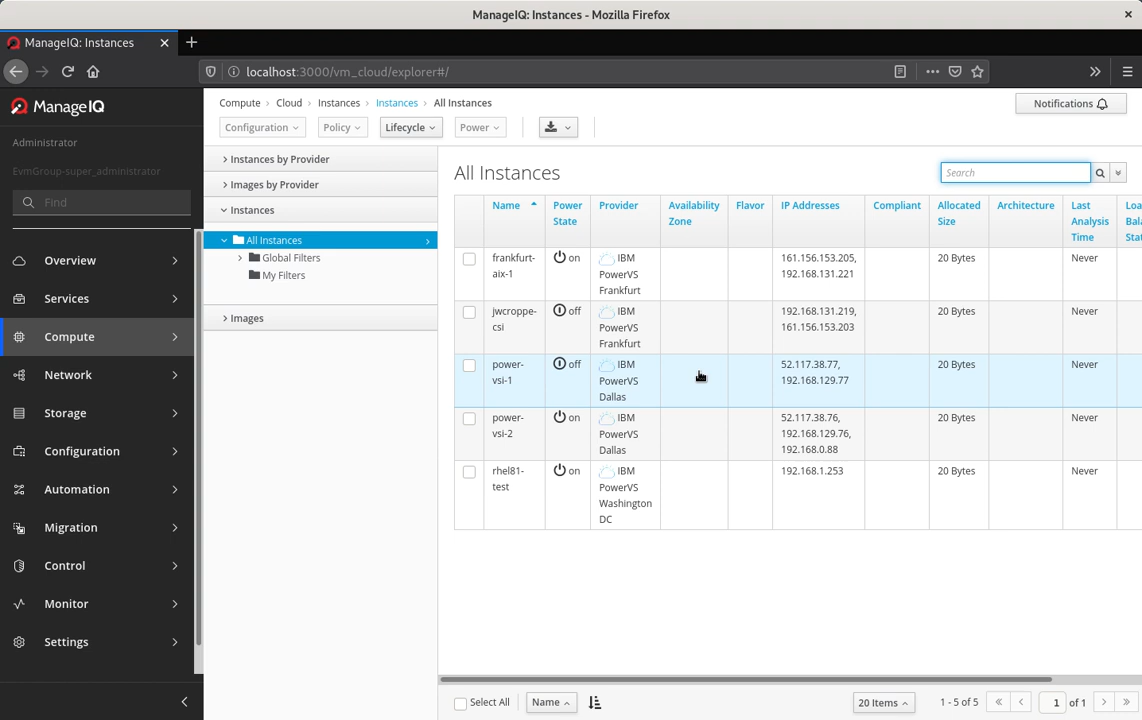 ManageIQ: Instances - Mozilla Firefox
ManageIQ: Instances
localhost:3000/vm_cloud/explorer#/
ManageIQ
Administrator
EvmGroup-super_administrator
Find
Overview
Services
Compute
Network
Storage
Configuration
Automation
Migration
Control
Monitor
Settings
Compute > Cloud > Instances > Instances > All Instances
Notifications
Configuration Policy Lifecycle Power
Instances by Provider
Images by Provider
Instances
All Instances
Global Filters
My Filters
Images
All Instances
Search
Name Power State Provider Availability Zone Flavor IP Addresses Compliant Allocated Size Architecture Last Analysis Time Loa Bala Stat
frankfurt-aix-1 on IBM PowerVS Frankfurt 161.156.153.205, 192.168.131.221 20 Bytes Never
jwcroppe-csi off IBM PowerVS Frankfurt 192.168.131.219, 161.156.153.203 20 Bytes Never
power-vsi-1 off IBM PowerVS Dallas 52.117.38.77, 192.168.129.77 20 Bytes Never
power-vsi-2 on IBM PowerVS Dallas 52.117.38.76, 192.168.129.76, 192.168.0.88 20 Bytes Never
rhel81-test on IBM PowerVS Washington DC 192.168.1.253 20 Bytes Never
Select All Name 20 Items 1 - 5 of 5 1 of 1